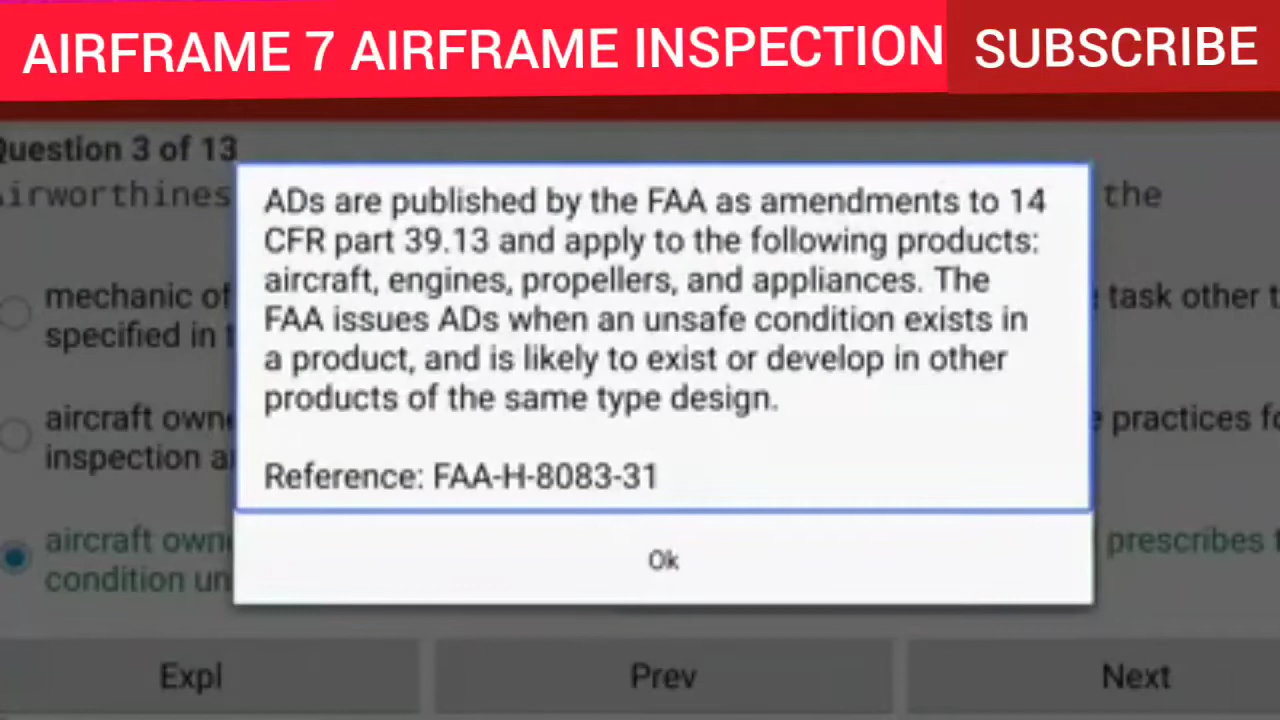 AIRFRAME 7 AIRFRAME INSPECTION
SUBSCRIBE
Question 3 of 13
the
ADs are published by the FAA as amendments to 14
CFR part 39.13 and apply to the following products:
aircraft, engines, propellers, and appliances. The
FAA issues ADs when an unsafe condition exists in
a product, and is likely to exist or develop in other
products of the same type design.
Reference: FAA-H-8083-31
Ok
mechanic of
task other
specified in
aircraft
practices
inspection
aircraft
prescribes
condition
Expl
Prev
Next